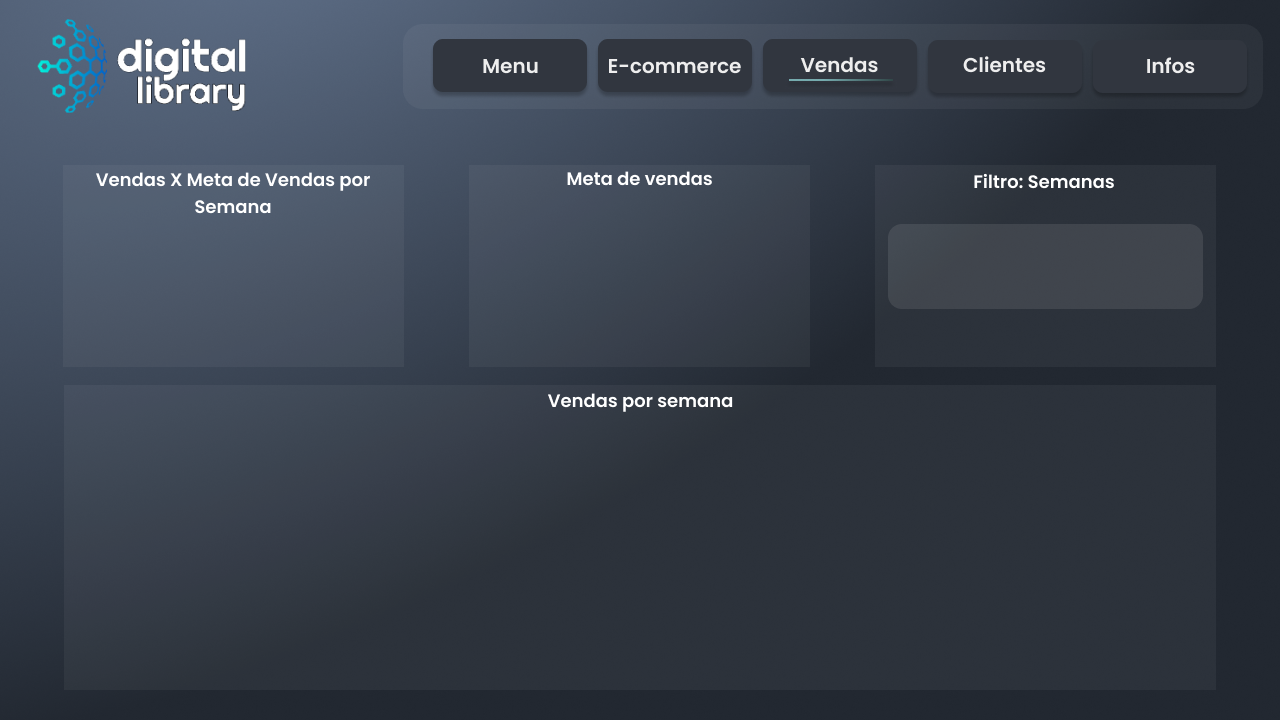 digital
library
Menu
E-commerce
Vendas
Clientes
Infos
Vendas X Meta de Vendas por
Semana
Meta de vendas
Filtro: Semanas
Vendas por semana